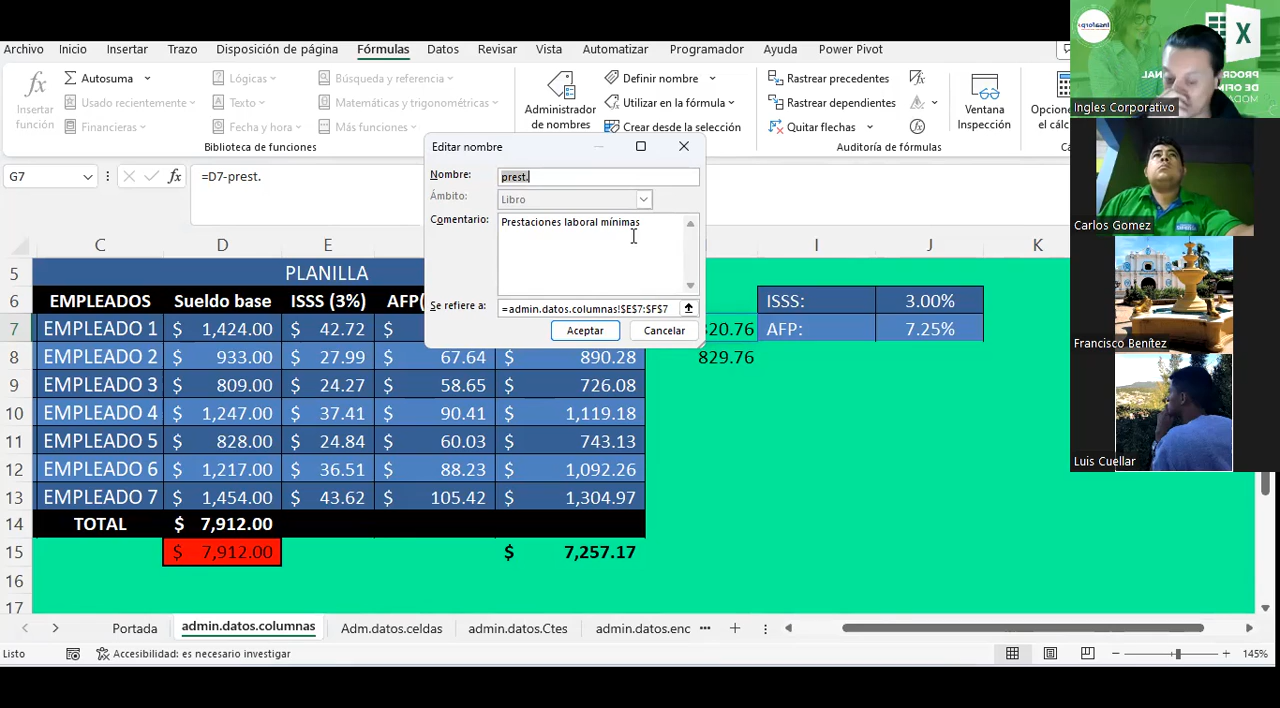 Archivo Inicio Insertar Trazo Disposición de página Fórmulas Datos Revisar Vista Automatizar Programador Ayuda Power Pivot
fx Insertar función
Autosuma
Usado recientemente
Financieras
Lógicas
Texto
Fecha y hora
Búsqueda y referencia
Matemáticas y trigonométricas
Más funciones
Biblioteca de funciones
Administrador de nombres
Definir nombre
Utilizar en la fórmula
Crear desde la selección
Rastrear precedentes
Rastrear dependientes
Quitar flechas
fx
Auditoría de fórmulas
Ventana Inspección
Opcione
el cálc
G7 fx =D7-prest.
Editar nombre
Nombre: prest.
Ámbito: Libro
Comentario: Prestaciones laboral mínimas
Se refiere a: =admin.datos.columnas!$E$7:$F$7
Aceptar Cancelar
C D E I J K
5 PLANILLA
6 EMPLEADOS Sueldo base ISSS (3%) AFP( ISSS: 3.00%
7 EMPLEADO 1 $ 1,424.00 $ 42.72 $ 320.76 AFP: 7.25%
8 EMPLEADO 2 $ 933.00 $ 27.99 $ 67.64 $ 890.28 829.76
9 EMPLEADO 3 $ 809.00 $ 24.27 $ 58.65 $ 726.08
10 EMPLEADO 4 $ 1,247.00 $ 37.41 $ 90.41 $ 1,119.18
11 EMPLEADO 5 $ 828.00 $ 24.84 $ 60.03 $ 743.13
12 EMPLEADO 6 $ 1,217.00 $ 36.51 $ 88.23 $ 1,092.26
13 EMPLEADO 7 $ 1,454.00 $ 43.62 $ 105.42 $ 1,304.97
14 TOTAL $ 7,912.00
15 $ 7,912.00 $ 7,257.17
16
17
Portada admin.datos.columnas Adm.datos.celdas admin.datos.Ctes admin.datos.enc
Listo Accesibilidad: es necesario investigar 145%
Ingles Corporativo
Carlos Gomez
Francisco Benítez
Luis Cuellar